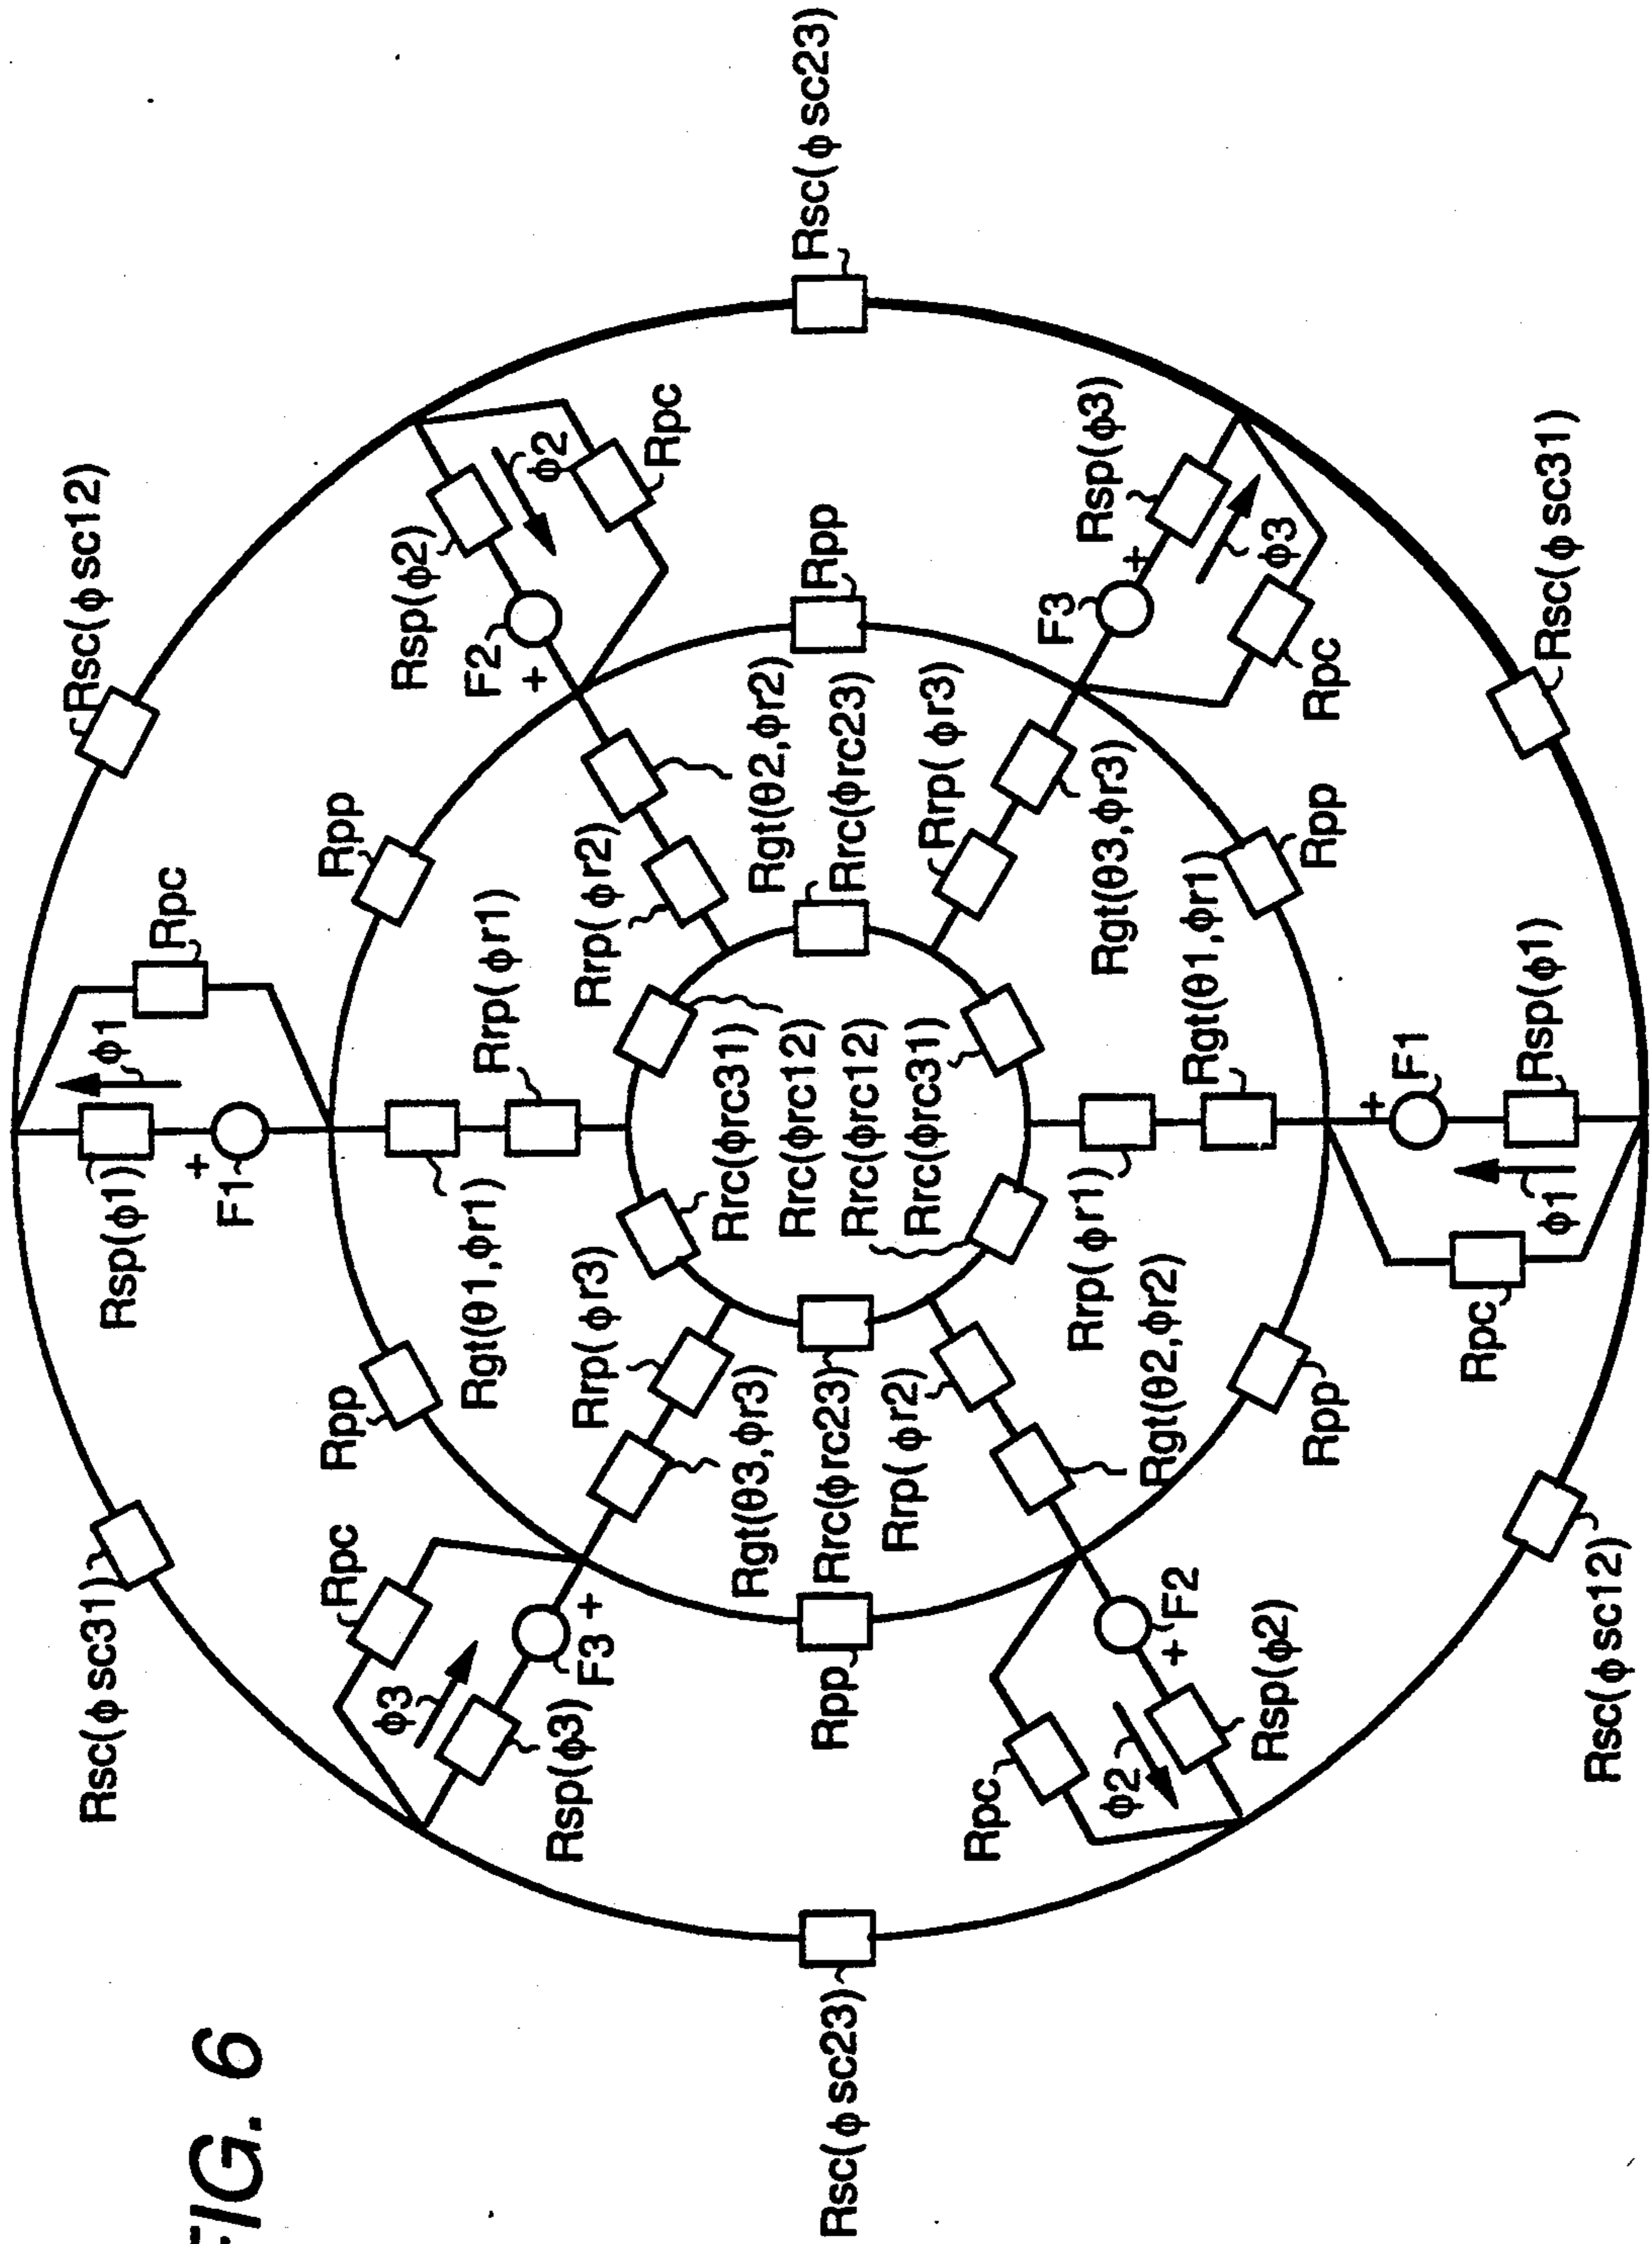 FIG. 6
Rsc(φsc31)
Rsc(φsc12)
Rsp(φ1)
φ1
Rpc
+
F1
Rpc
Rpp
Rpp
Rsp(φ2)
φ2
Rpc
F2
+
φ3
Rsp(φ3)
F3
+
Rgt(θ1,φr1)
Rrp(φr1)
Rrp(φr3)
Rrp(φr2)
Rgt(θ3,φr3)
Rgt(θ2,φr2)
Rrc(φrc31)
Rrc(φrc12)
Rrc(φrc12)
Rrc(φrc31)
Rsc(φsc23)
Rpp
Rrc(φrc23)
Rrc(φrc23)
Rpp
Rsc(φsc23)
Rrp(φr2)
Rrp(φr3)
Rgt(θ2,φr2)
Rgt(θ3,φr3)
Rrp(φr1)
Rgt(θ1,φr1)
Rpc
φ2
Rsp(φ2)
+
F2
F3
+
Rsp(φ3)
φ3
Rpc
Rpp
Rpp
+
F1
Rpc
φ1
Rsp(φ1)
Rsc(φsc12)
Rsc(φsc31)